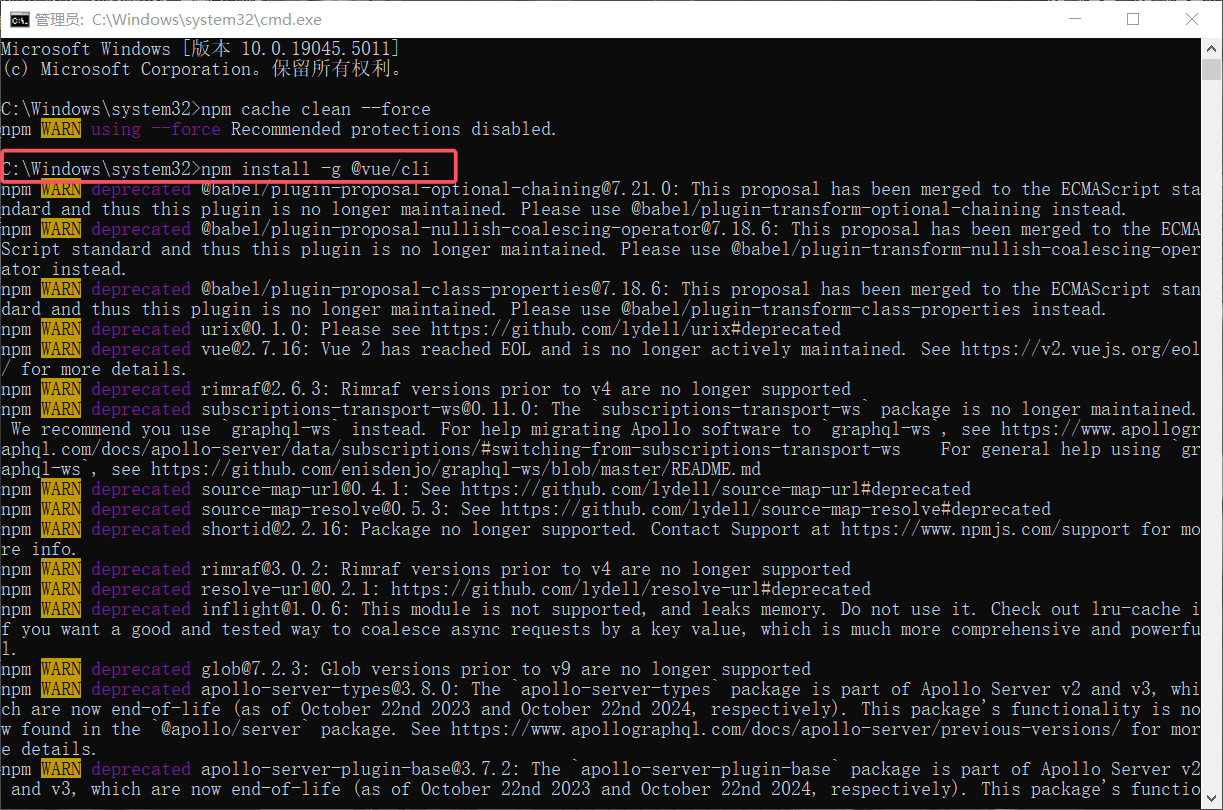 管理员: C:\Windows\system32\cmd.exe
Microsoft Windows [版本 10.0.19045.5011]
(c) Microsoft Corporation。保留所有权利。
C:\Windows\system32>npm cache clean --force
npm WARN using --force Recommended protections disabled.
C:\Windows\system32>npm install -g @vue/cli
npm WARN deprecated @babel/plugin-proposal-optional-chaining@7.21.0: This proposal has been merged to the ECMAScript sta
ndard and thus this plugin is no longer maintained. Please use @babel/plugin-transform-optional-chaining instead.
npm WARN deprecated @babel/plugin-proposal-nullish-coalescing-operator@7.18.6: This proposal has been merged to the ECMA
Script standard and thus this plugin is no longer maintained. Please use @babel/plugin-transform-nullish-coalescing-oper
ator instead.
npm WARN deprecated @babel/plugin-proposal-class-properties@7.18.6: This proposal has been merged to the ECMAScript stan
dard and thus this plugin is no longer maintained. Please use @babel/plugin-transform-class-properties instead.
npm WARN deprecated urix@0.1.0: Please see https://github.com/lydell/urix#deprecated
npm WARN deprecated vue@2.7.16: Vue 2 has reached EOL and is no longer actively maintained. See https://v2.vuejs.org/eol
/ for more details.
npm WARN deprecated rimraf@2.6.3: Rimraf versions prior to v4 are no longer supported
npm WARN deprecated subscriptions-transport-ws@0.11.0: The `subscriptions-transport-ws` package is no longer maintained.
 We recommend you use `graphql-ws` instead. For help migrating Apollo software to `graphql-ws`, see https://www.apollogr
aphql.com/docs/apollo-server/data/subscriptions/#switching-from-subscriptions-transport-ws    For general help using `gr
aphql-ws`, see https://github.com/enisdenjo/graphql-ws/blob/master/README.md
npm WARN deprecated source-map-url@0.4.1: See https://github.com/lydell/source-map-url#deprecated
npm WARN deprecated source-map-resolve@0.5.3: See https://github.com/lydell/source-map-resolve#deprecated
npm WARN deprecated shortid@2.2.16: Package no longer supported. Contact Support at https://www.npmjs.com/support for mo
re info.
npm WARN deprecated rimraf@3.0.2: Rimraf versions prior to v4 are no longer supported
npm WARN deprecated resolve-url@0.2.1: https://github.com/lydell/resolve-url#deprecated
npm WARN deprecated inflight@1.0.6: This module is not supported, and leaks memory. Do not use it. Check out lru-cache i
f you want a good and tested way to coalesce async requests by a key value, which is much more comprehensive and powerfu
l.
npm WARN deprecated glob@7.2.3: Glob versions prior to v9 are no longer supported
npm WARN deprecated apollo-server-types@3.8.0: The `apollo-server-types` package is part of Apollo Server v2 and v3, whi
ch are now end-of-life (as of October 22nd 2023 and October 22nd 2024, respectively). This package's functionality is no
w found in the `@apollo/server` package. See https://www.apollographql.com/docs/apollo-server/previous-versions/ for mor
e details.
npm WARN deprecated apollo-server-plugin-base@3.7.2: The `apollo-server-plugin-base` package is part of Apollo Server v2
 and v3, which are now end-of-life (as of October 22nd 2023 and October 22nd 2024, respectively). This package's functio